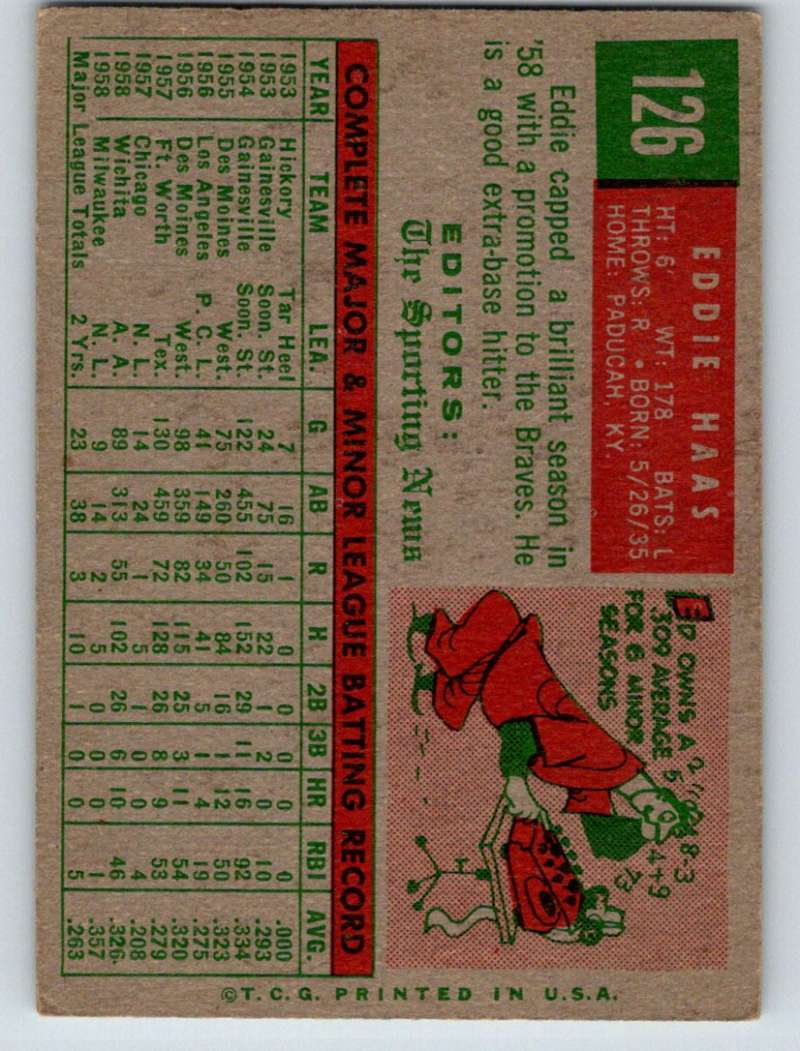 126
EDDIE HAAS
HT: 6' WT: 178 BATS: L
THROWS: R • BORN: 5/26/35
HOME: PADUCAH, KY.
Eddie capped a brilliant season in
'58 with a promotion to the Braves. He
is a good extra-base hitter.
EDITORS:
The Sporting News
ED OWNS A
.309 AVERAGE
FOR 6 MINOR
SEASONS
8-3
4+9
COMPLETE MAJOR & MINOR LEAGUE BATTING RECORD
YEAR TEAM LEA. G AB R H 2B 3B HR RBI AVG.
1953 Hickory Tar Heel 7 16 1 0 0 0 0 0 .000
1953 Gainesville Soon. St. 24 75 15 22 1 2 0 10 .293
1954 Gainesville Soon. St. 122 455 102 152 29 11 16 92 .334
1955 Des Moines West. 75 260 50 84 16 1 12 50 .323
1956 Los Angeles P. C. L. 41 149 34 41 5 1 4 19 .275
1956 Des Moines West. 98 359 82 115 25 3 11 54 .320
1957 Ft. Worth Tex. 130 459 72 128 26 8 9 53 .279
1957 Chicago N. L. 14 24 1 5 1 0 0 4 .208
1958 Wichita A. A. 89 313 55 102 26 6 10 46 .326
1958 Milwaukee N. L. 9 14 2 5 0 0 0 1 .357
Major League Totals 2 Yrs. 23 38 3 10 1 0 0 5 .263
©T.C.G. PRINTED IN U.S.A.